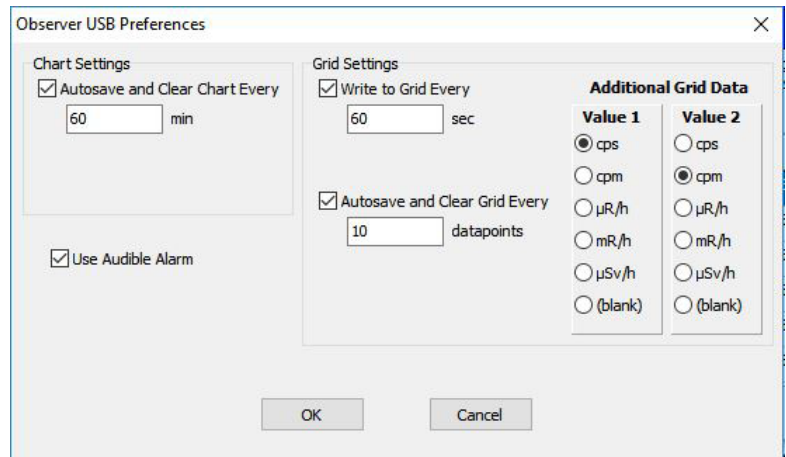 Observer USB Preferences
Chart Settings
Autosave and Clear Chart Every
60 min
Use Audible Alarm
Grid Settings
Write to Grid Every
60 sec
Autosave and Clear Grid Every
10 datapoints
Additional Grid Data
Value 1
cps
cpm
µR/h
mR/h
µSv/h
(blank)
Value 2
cps
cpm
µR/h
mR/h
µSv/h
(blank)
OK
Cancel